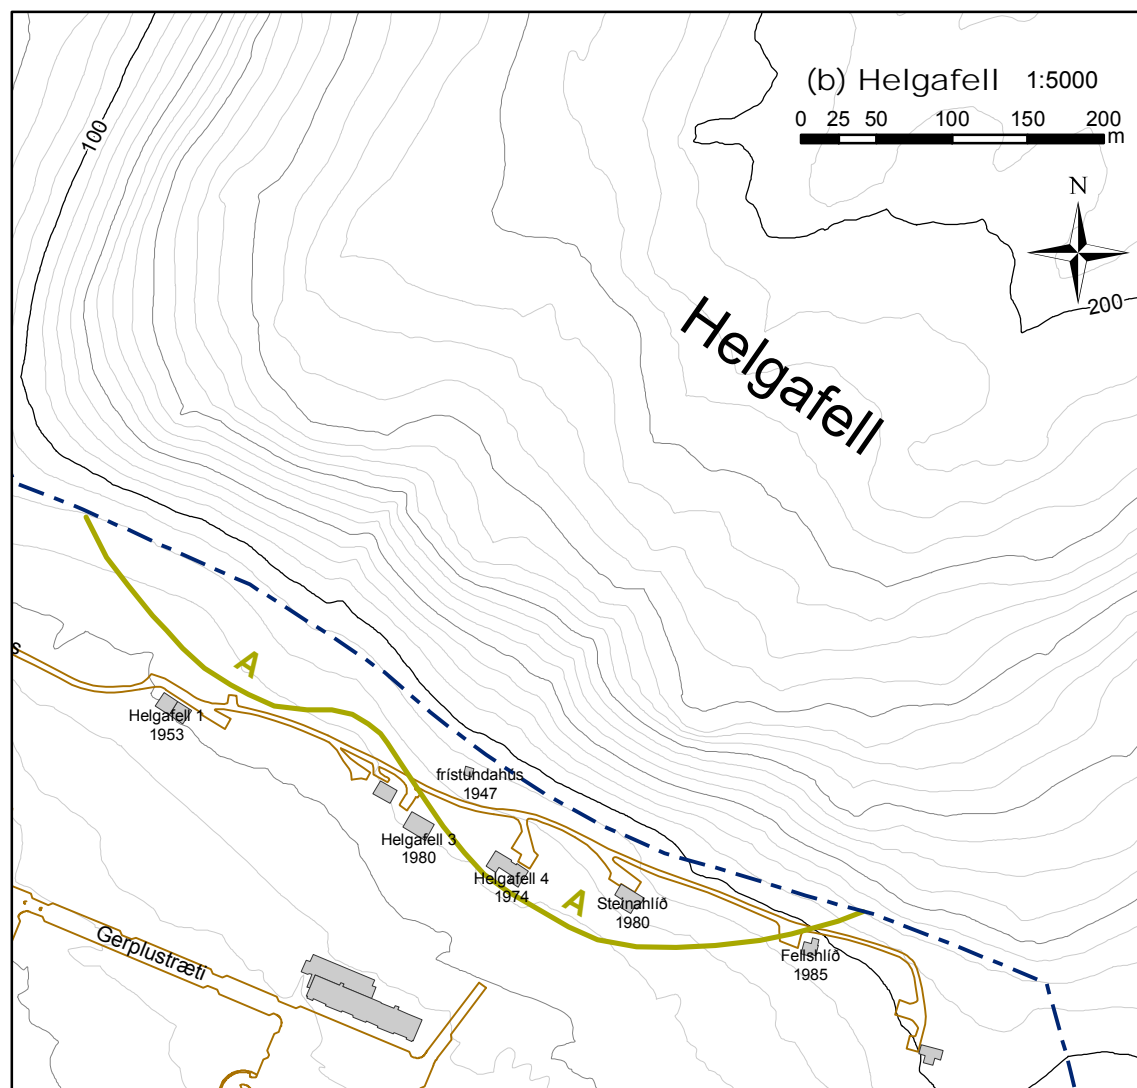 (b) Helgafell 1:5000
0 25 50 100 150 200
m
N
100
200
Helgafell
s
A
Helgafell 1
1953
frístundahús
1947
Helgafell 3
1980
Helgafell 4
1974
A
Steinahlíð
1980
Fellshlíð
1985
Gerplustræti